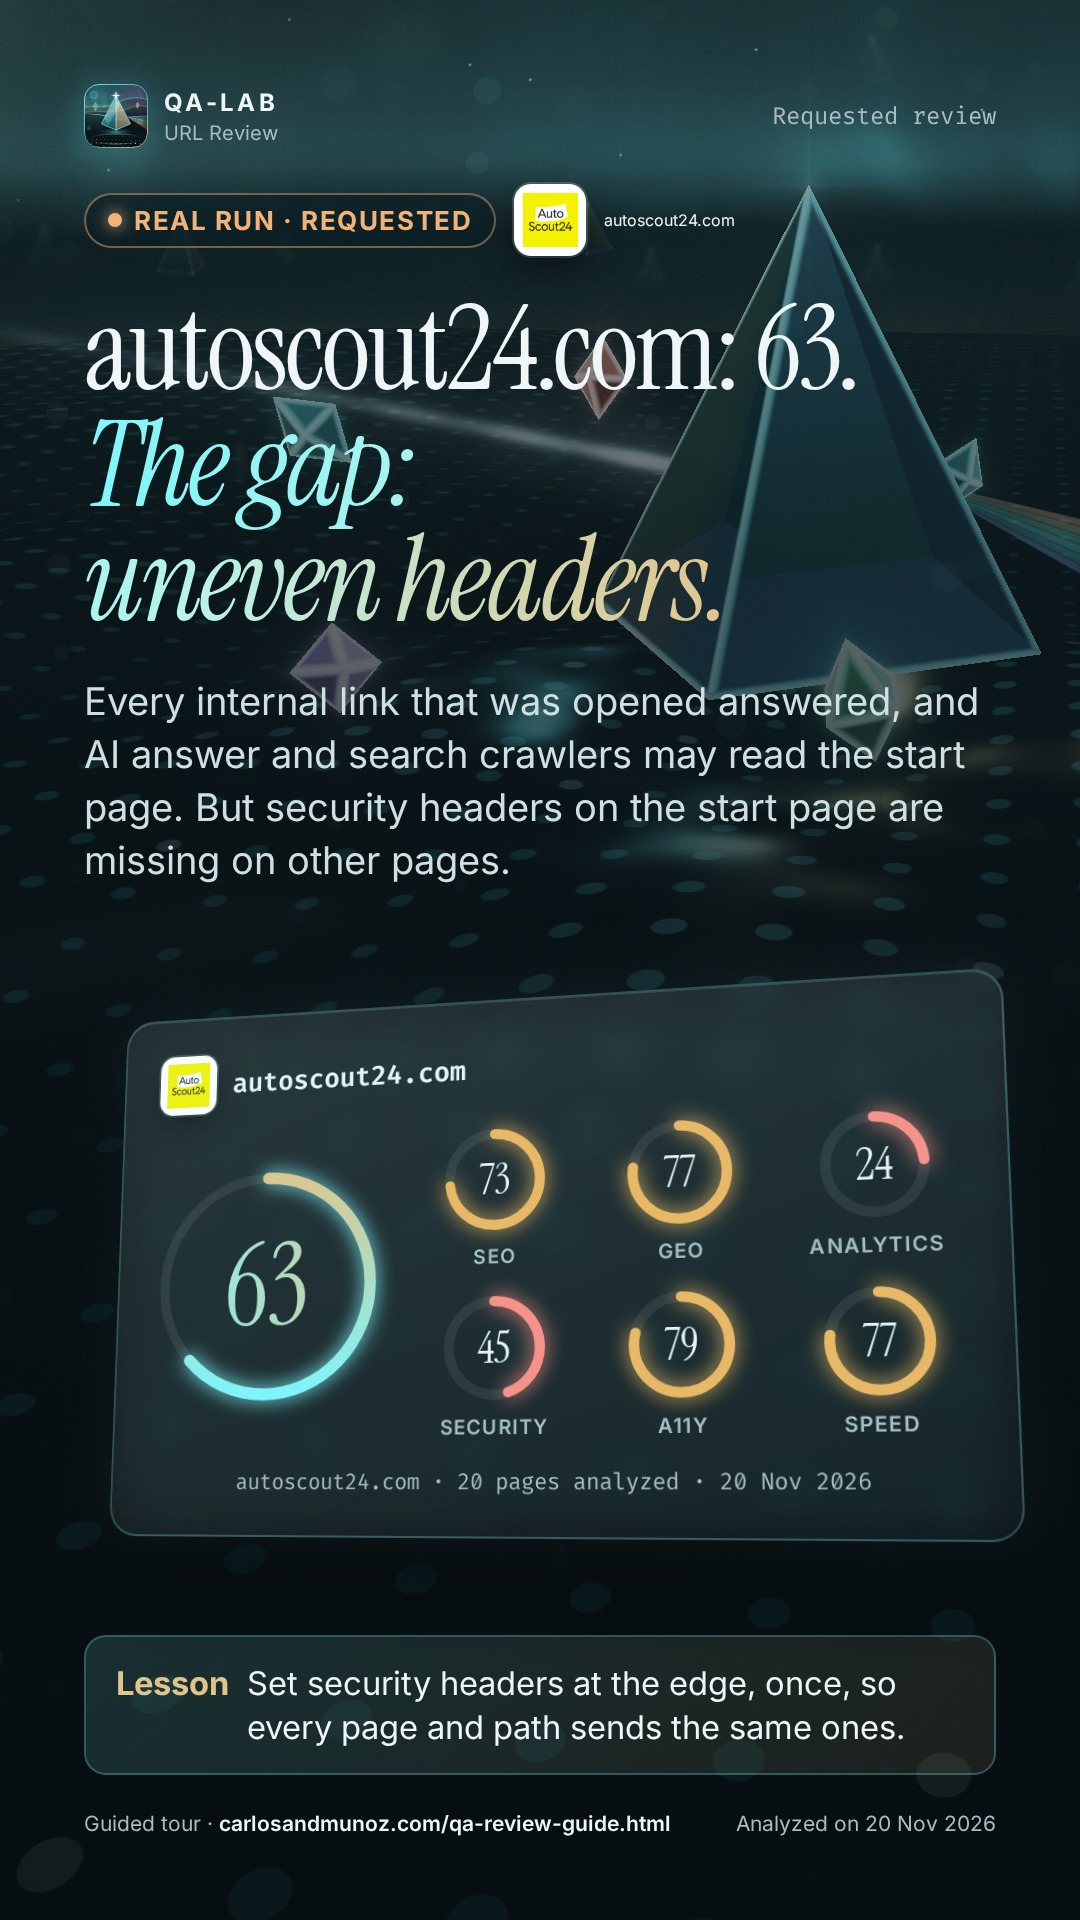 QA-LAB
URL Review
Requested review
REAL RUN · REQUESTED
Auto
Scout24
autoscout24.com
autoscout24.com: 63.
The gap:
uneven headers.
Every internal link that was opened answered, and
AI answer and search crawlers may read the start
page. But security headers on the start page are
missing on other pages.
Auto
Scout24
autoscout24.com
63
73
SEO
77
GEO
24
ANALYTICS
45
SECURITY
79
A11Y
77
SPEED
autoscout24.com · 20 pages analyzed · 20 Nov 2026
Lesson Set security headers at the edge, once, so
every page and path sends the same ones.
Guided tour · carlosandmunoz.com/qa-review-guide.html
Analyzed on 20 Nov 2026